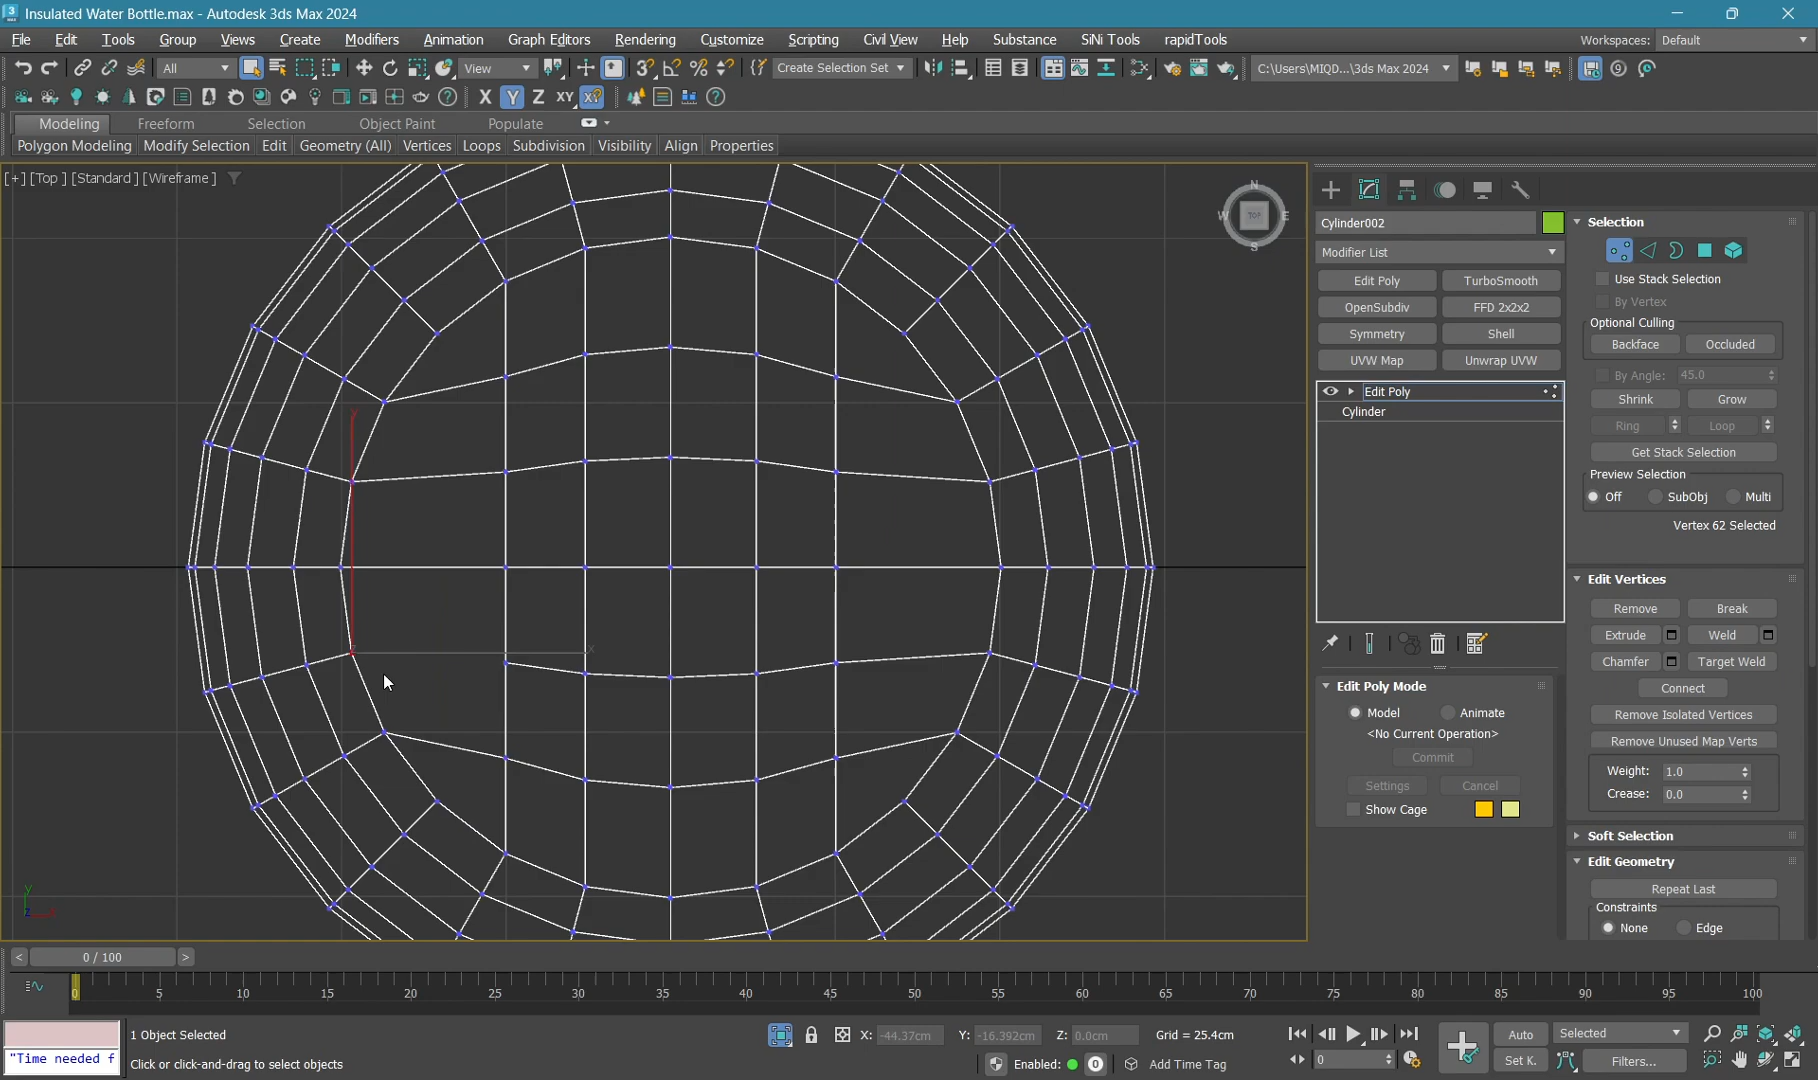 Insulated Water Bottle.max - Autodesk 3ds Max 2024
File Edit Tools Group Views Create Modifiers Animation Graph Editors Rendering Customize Scripting Civil View Help Substance SiNi Tools rapidTools Workspaces: Default
All View Create Selection Set C:\Users\MIQD...\3ds Max 2024
X Y Z XY
Modeling Freeform Selection Object Paint Populate
Polygon Modeling Modify Selection Edit Geometry (All) Vertices Loops Subdivision Visibility Align Properties
[+] [Top ] [Standard ] [Wireframe ]
N
W TOP E
S
Cylinder002
Modifier List
Edit Poly TurboSmooth
OpenSubdiv FFD 2x2x2
Symmetry Shell
UVW Map Unwrap UVW
Edit Poly
Cylinder
Edit Poly Mode
Model Animate
<No Current Operation>
Commit
Settings Cancel
Show Cage
Selection
Use Stack Selection
By Vertex
Optional Culling
Backface Occluded
By Angle: 45.0
Shrink Grow
Ring Loop
Get Stack Selection
Preview Selection
Off SubObj Multi
Vertex 62 Selected
Edit Vertices
Remove Break
Extrude Weld
Chamfer Target Weld
Connect
Remove Isolated Vertices
Remove Unused Map Verts
Weight: 1.0
Crease: 0.0
Soft Selection
Edit Geometry
Repeat Last
Constraints
None Edge
< 0 / 100 >
0 5 10 15 20 25 30 35 40 45 50 55 60 65 70 75 80 85 90 95 100
"Time needed f
1 Object Selected
Click or click-and-drag to select objects
X: -44.37cm Y: -16.392cm Z: 0.0cm Grid = 25.4cm
Enabled: 0 Add Time Tag
0
Auto Selected
Set K. Filters...